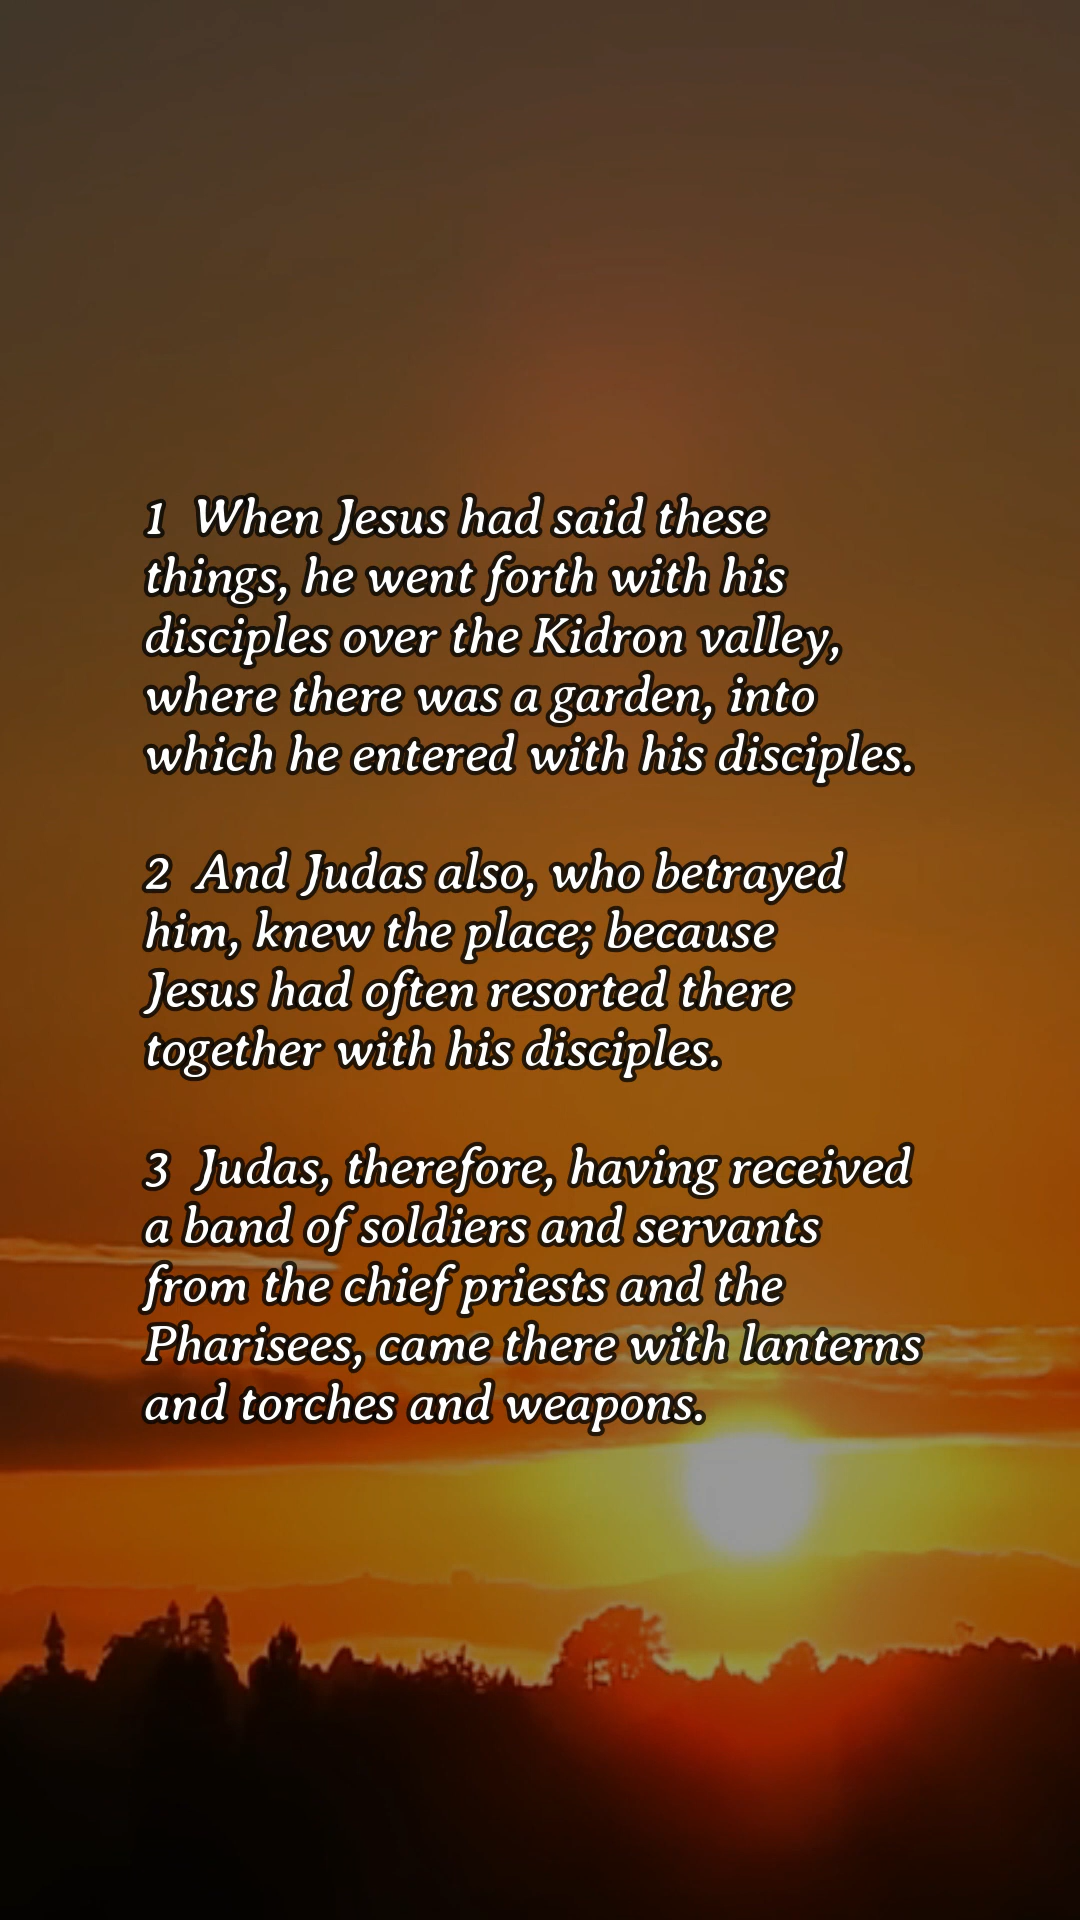 1 When Jesus had said these
things, he went forth with his
disciples over the Kidron valley,
where there was a garden, into
which he entered with his disciples.
2 And Judas also, who betrayed
him, knew the place; because
Jesus had often resorted there
together with his disciples.
3 Judas, therefore, having received
a band of soldiers and servants
from the chief priests and the
Pharisees, came there with lanterns
and torches and weapons.